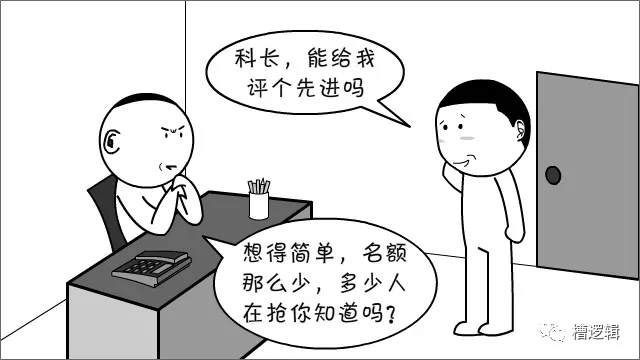 科长，能给我
评个先进吗
想得简单，名额
那么少，多少人
在抢你知道吗？
槽逻辑